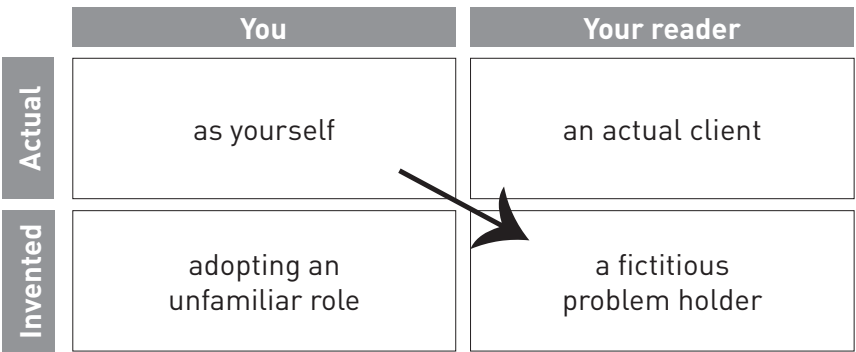 You
Your reader
Actual
as yourself
an actual client
Invented
adopting an
unfamiliar role
a fictitious
problem holder